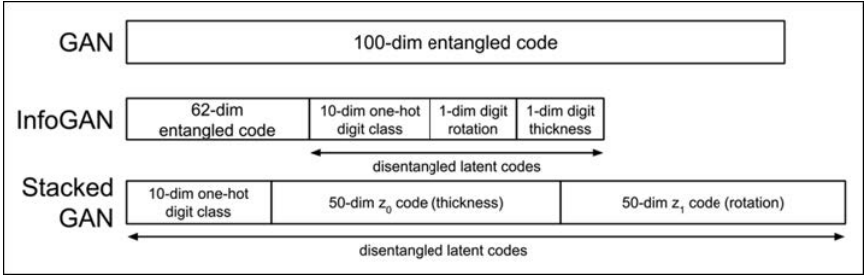 GAN
100-dim entangled code
InfoGAN
62-dim
entangled code
10-dim one-hot
digit class
1-dim digit
rotation
1-dim digit
thickness
disentangled latent codes
Stacked
GAN
10-dim one-hot
digit class
50-dim z₀ code (thickness)
50-dim z₁ code (rotation)
disentangled latent codes